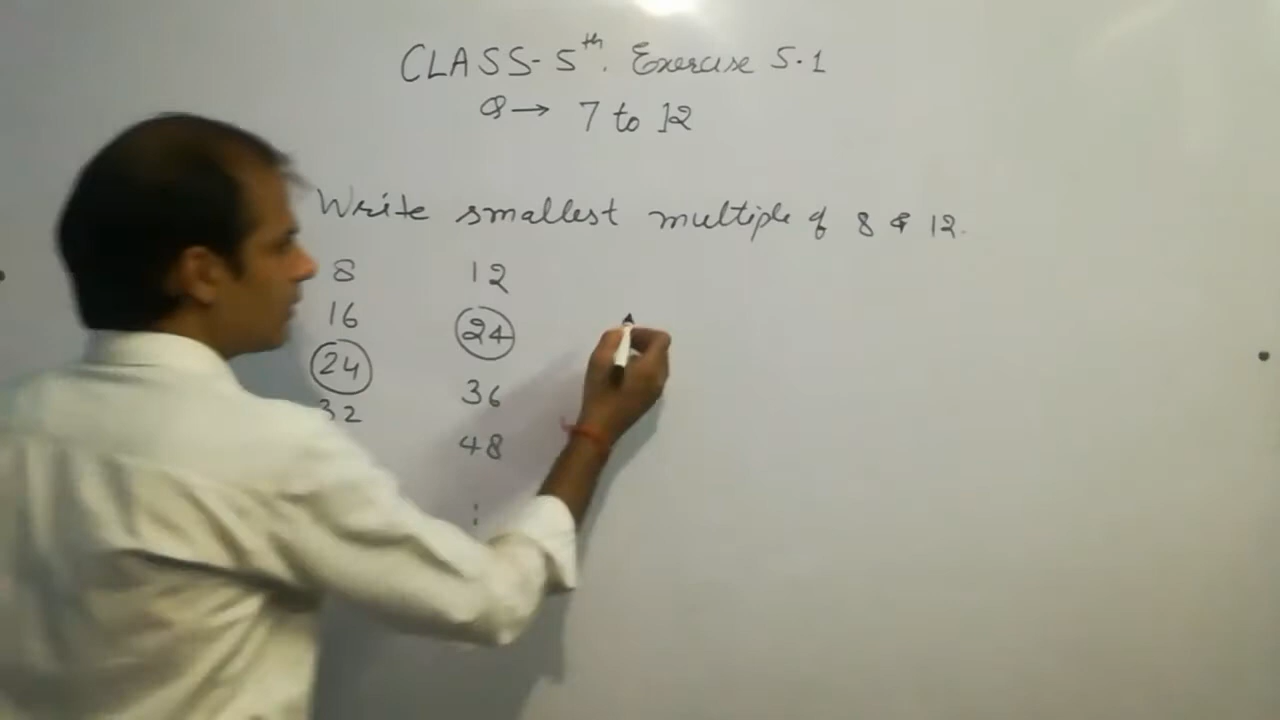 CLASS-5th. Exercise 5.1
Q→ 7 to 12
Write smallest multiple of 8 & 12.
8 12
16 24
24 36
32 48
: